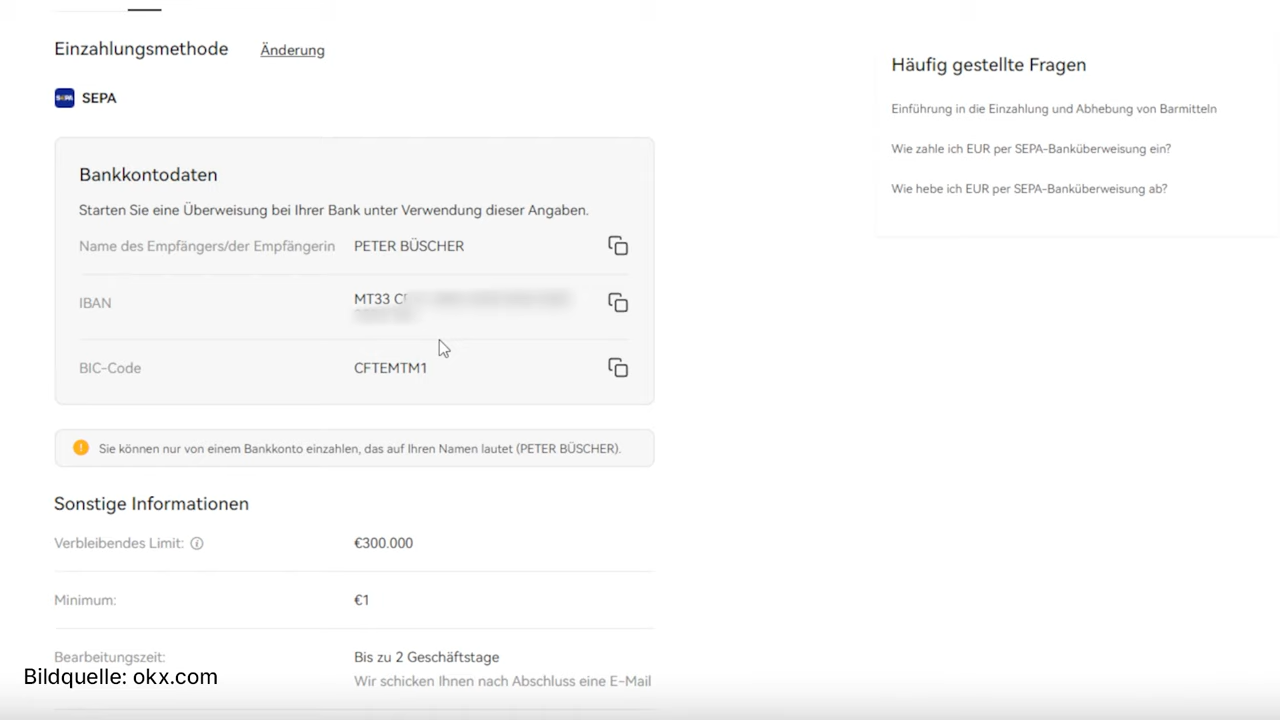 Einzahlungsmethode Änderung
SEPA
Bankkontodaten
Starten Sie eine Überweisung bei Ihrer Bank unter Verwendung dieser Angaben.
Name des Empfängers/der Empfängerin PETER BÜSCHER
IBAN MT33
BIC-Code CFTEMTM1
Sie können nur von einem Bankkonto einzahlen, das auf Ihren Namen lautet (PETER BÜSCHER).
Sonstige Informationen
Verbleibendes Limit: €300.000
Minimum: €1
Bearbeitungszeit: Bis zu 2 Geschäftstage
Wir schicken Ihnen nach Abschluss eine E-Mail
Bildquelle: okx.com
Häufig gestellte Fragen
Einführung in die Einzahlung und Abhebung von Barmitteln
Wie zahle ich EUR per SEPA-Banküberweisung ein?
Wie hebe ich EUR per SEPA-Banküberweisung ab?